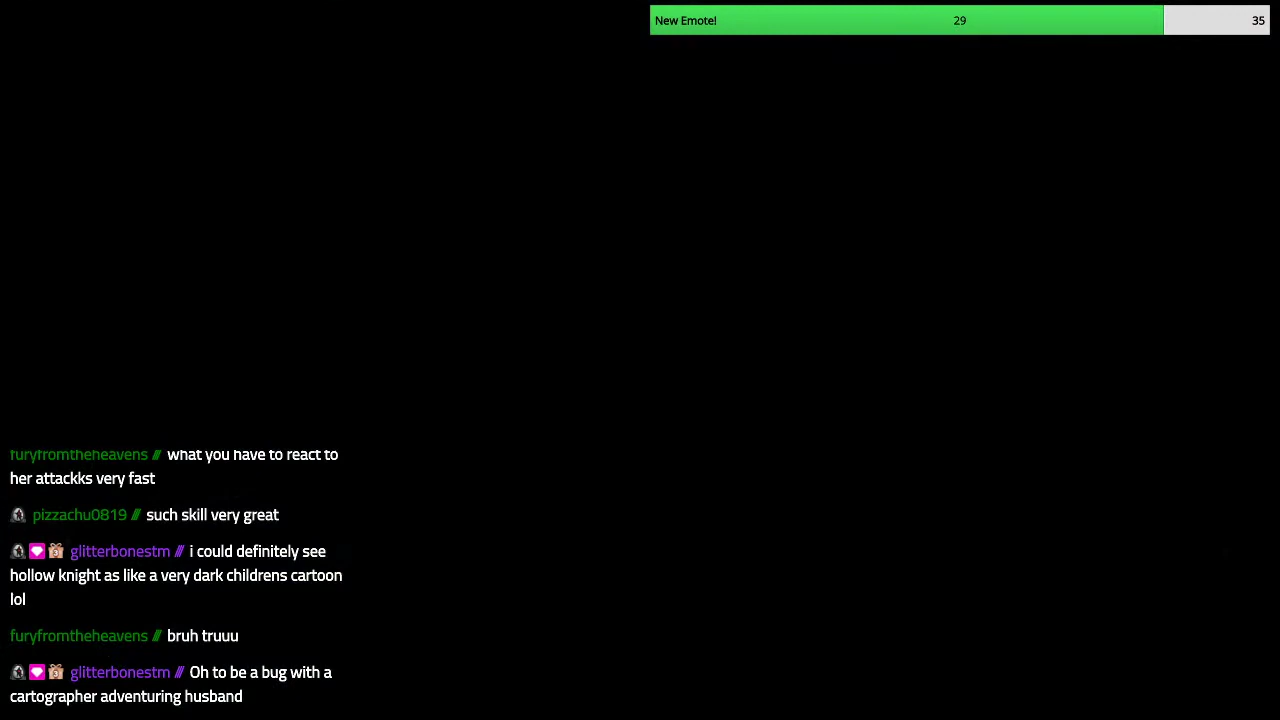 New Emote! 29 35
furyfromtheheavens /// what you have to react to
her attackks very fast
pizzachu0819 /// such skill very great
glitterbonestm /// i could definitely see
hollow knight as like a very dark childrens cartoon
lol
furyfromtheheavens /// bruh truuu
glitterbonestm /// Oh to be a bug with a
cartographer adventuring husband